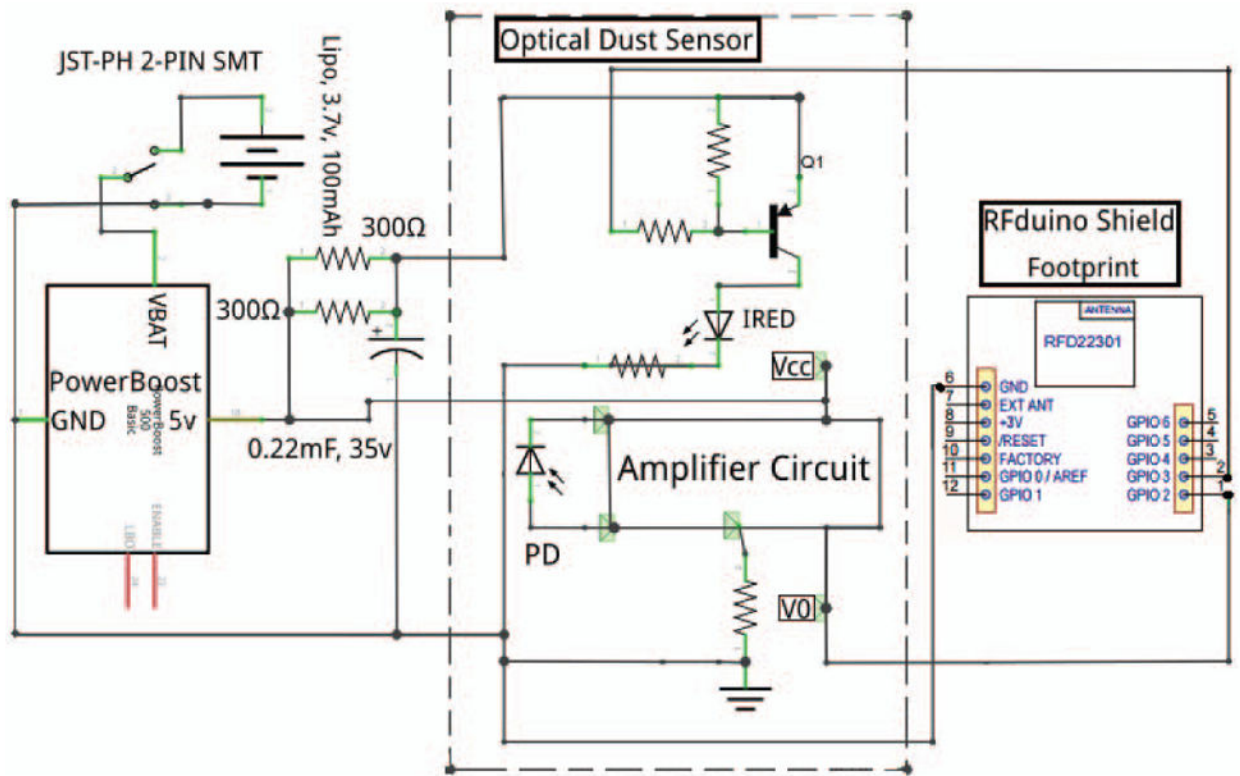 Optical Dust Sensor
JST-PH 2-PIN SMT
Lipo, 3.7v, 100mAh
Q1
300Ω
300Ω
RFduino Shield
Footprint
VBAT
PowerBoost
PowerBoost
500
Basic
GND
5v
LBO
ENABLE
0.22mF, 35v
+
IRED
Vcc
Amplifier Circuit
PD
V0
ANTENNA
RFD22301
6 GND
7 EXT ANT
8 +3V
9 /RESET
10 FACTORY
11 GPIO 0 / AREF
12 GPIO 1
GPIO 6 5
GPIO 5 4
GPIO 4 3
GPIO 3 2
GPIO 2 1